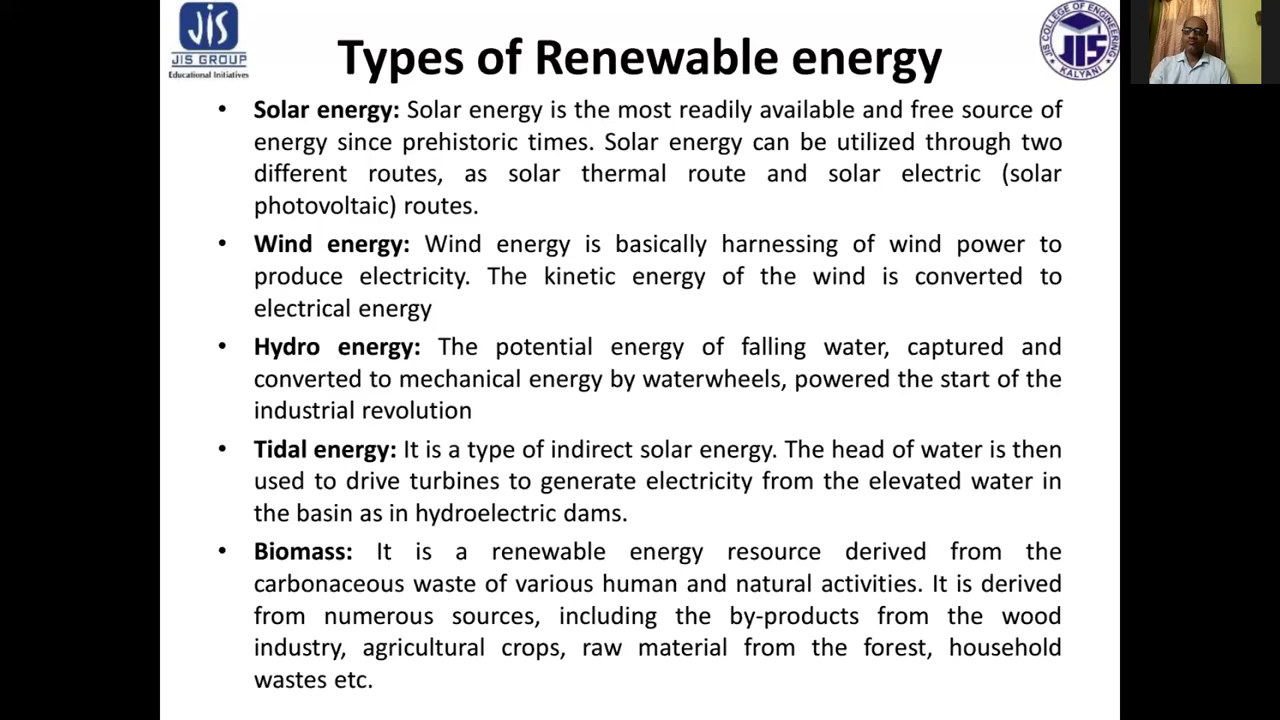 JIS
JIS GROUP
Educational Initiatives
Types of Renewable energy
JIS COLLEGE OF ENGINEERING
JIS
KALYANI
• Solar energy: Solar energy is the most readily available and free source of
energy since prehistoric times. Solar energy can be utilized through two
different routes, as solar thermal route and solar electric (solar
photovoltaic) routes.
• Wind energy: Wind energy is basically harnessing of wind power to
produce electricity. The kinetic energy of the wind is converted to
electrical energy
• Hydro energy: The potential energy of falling water, captured and
converted to mechanical energy by waterwheels, powered the start of the
industrial revolution
• Tidal energy: It is a type of indirect solar energy. The head of water is then
used to drive turbines to generate electricity from the elevated water in
the basin as in hydroelectric dams.
• Biomass: It is a renewable energy resource derived from the
carbonaceous waste of various human and natural activities. It is derived
from numerous sources, including the by-products from the wood
industry, agricultural crops, raw material from the forest, household
wastes etc.